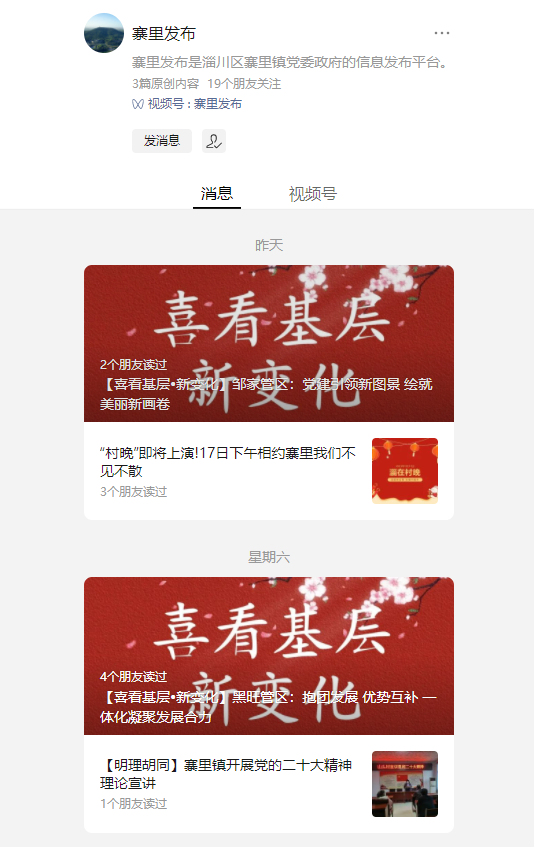 寨里发布
寨里发布是淄川区寨里镇党委政府的信息发布平台。
3篇原创内容 19个朋友关注
视频号：寨里发布
发消息
消息 视频号
昨天
喜看基层
新变化
2个朋友读过
【喜看基层•新变化】邹家管区：党建引领新图景 绘就
美丽新画卷
“村晚”即将上演!17日下午相约寨里我们不
见不散
3个朋友读过
淄在村晚
星期六
喜看基层
新变化
4个朋友读过
【喜看基层•新变化】黑旺管区：抱团发展 优势互补 一
体化凝聚发展合力
【明理胡同】寨里镇开展党的二十大精神
理论宣讲
1个朋友读过